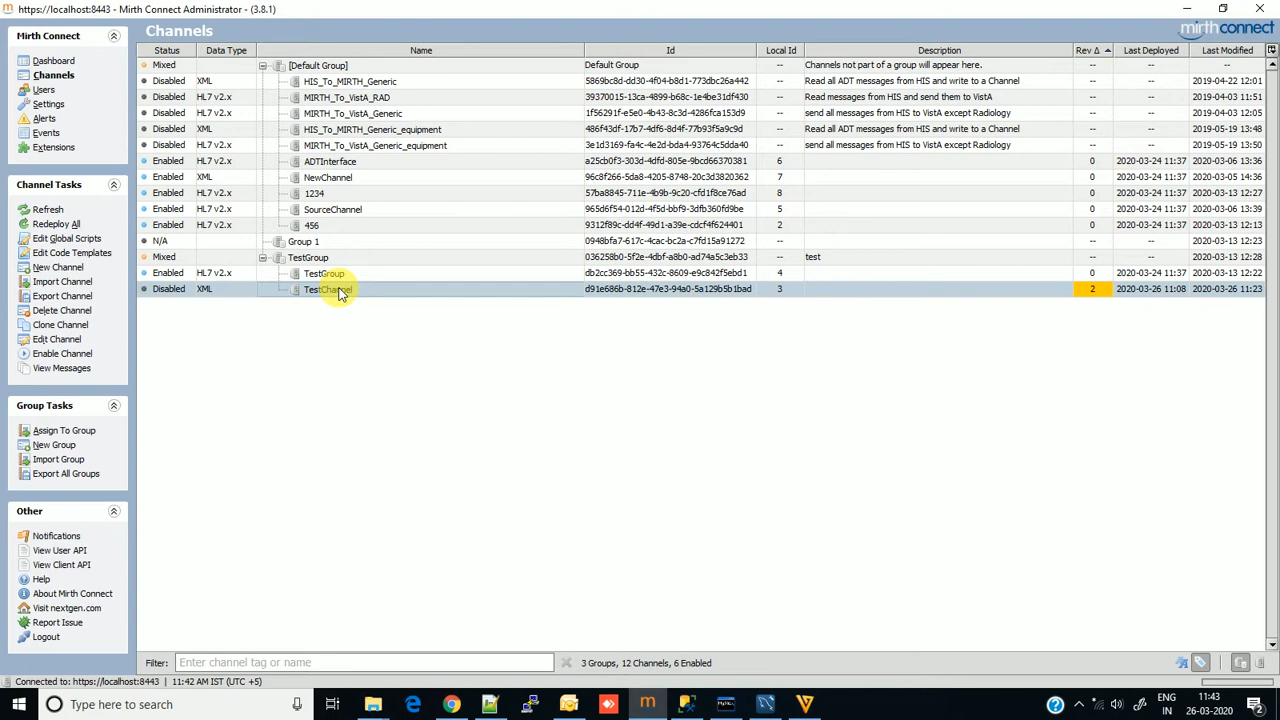 https://localhost:8443 - Mirth Connect Administrator - (3.8.1)
Mirth Connect
Dashboard
Channels
Users
Settings
Alerts
Events
Extensions
Channel Tasks
Refresh
Redeploy All
Edit Global Scripts
Edit Code Templates
New Channel
Import Channel
Export Channel
Delete Channel
Clone Channel
Edit Channel
Enable Channel
View Messages
Group Tasks
Assign To Group
New Group
Import Group
Export All Groups
Other
Notifications
View User API
View Client API
Help
About Mirth Connect
Visit nextgen.com
Report Issue
Logout
Channels
mirthconnect
Status Data Type Name Id Local Id Description Rev Δ Last Deployed Last Modified
Mixed [Default Group] Default Group -- Channels not part of a group will appear here. -- -- --
Disabled XML HIS_To_MIRTH_Generic 5869bc8d-dd30-4f04-b8d1-773dbc26a442 -- Read all ADT messages from HIS and write to a Channel -- -- 2019-04-22 12:01
Disabled HL7 v2.x MIRTH_To_VistA_RAD 39370015-13ca-4899-b68c-1e4be31df430 -- Read messages from HIS and send them to VistA -- -- 2019-04-03 11:51
Disabled HL7 v2.x MIRTH_To_VistA_Generic 1f56291f-e5e0-4b43-8c3d-4286fca153d9 -- send all messages from HIS to VistA except Radiology -- -- 2019-04-03 12:05
Disabled XML HIS_To_MIRTH_Generic_equipment 486f43df-17b7-4df6-8d4f-77b93f5a9c9d -- Read all ADT messages from HIS and write to a Channel -- -- 2019-05-19 13:48
Disabled HL7 v2.x MIRTH_To_VistA_Generic_equipment 3e1d3169-fa4c-4e2d-bda4-93764c5dda40 -- send all messages from HIS to VistA except Radiology -- -- 2019-05-19 13:50
Enabled HL7 v2.x ADTInterface a25cb0f3-303d-4dfd-805e-9bcd66370381 6 0 2020-03-24 11:37 2020-03-06 13:36
Enabled XML NewChannel 96c8f266-5da8-4705-8908-20c3d3820362 7 0 2020-03-24 11:37 2020-03-06 13:41
Enabled HL7 v2.x 1234 57ba8845-711e-4b9b-9c20-cfd1f8ce76ad 8 0 2020-03-24 11:37 2020-03-13 12:27
Enabled HL7 v2.x SourceChannel 965d6f54-012d-4f5d-bbf9-3dfb360fd9be 5 0 2020-03-24 11:37 2020-03-06 13:39
Enabled HL7 v2.x 456 9312f89c-dd4f-49d1-a39e-cf4f4f624401 2 0 2020-03-24 11:37 2020-03-13 12:23
N/A Group 1 0948bfa7-b617-4cac-bc2a-c7fd15a91272 -- -- -- 2020-03-13 12:23
Mixed TestGroup 036258b0-5f2e-4dbf-a8b0-ad74a5c3eb33 -- test -- -- 2020-03-13 12:28
Enabled HL7 v2.x TestGroup db2cc369-bb55-432c-8609-e9c842f5ebd1 4 0 2020-03-24 11:37 2020-03-13 12:22
Disabled XML TestChannel d91e686b-812e-47e3-94a0-5a129b5b1bad 3 2 2020-03-26 11:08 2020-03-26 11:23
Filter: Enter channel tag or name 3 Groups, 12 Channels, 6 Enabled
Connected to: https://localhost:8443 | 11:42 AM IST (UTC +5)
Type here to search
ENG
IN
11:43
26-03-2020
2